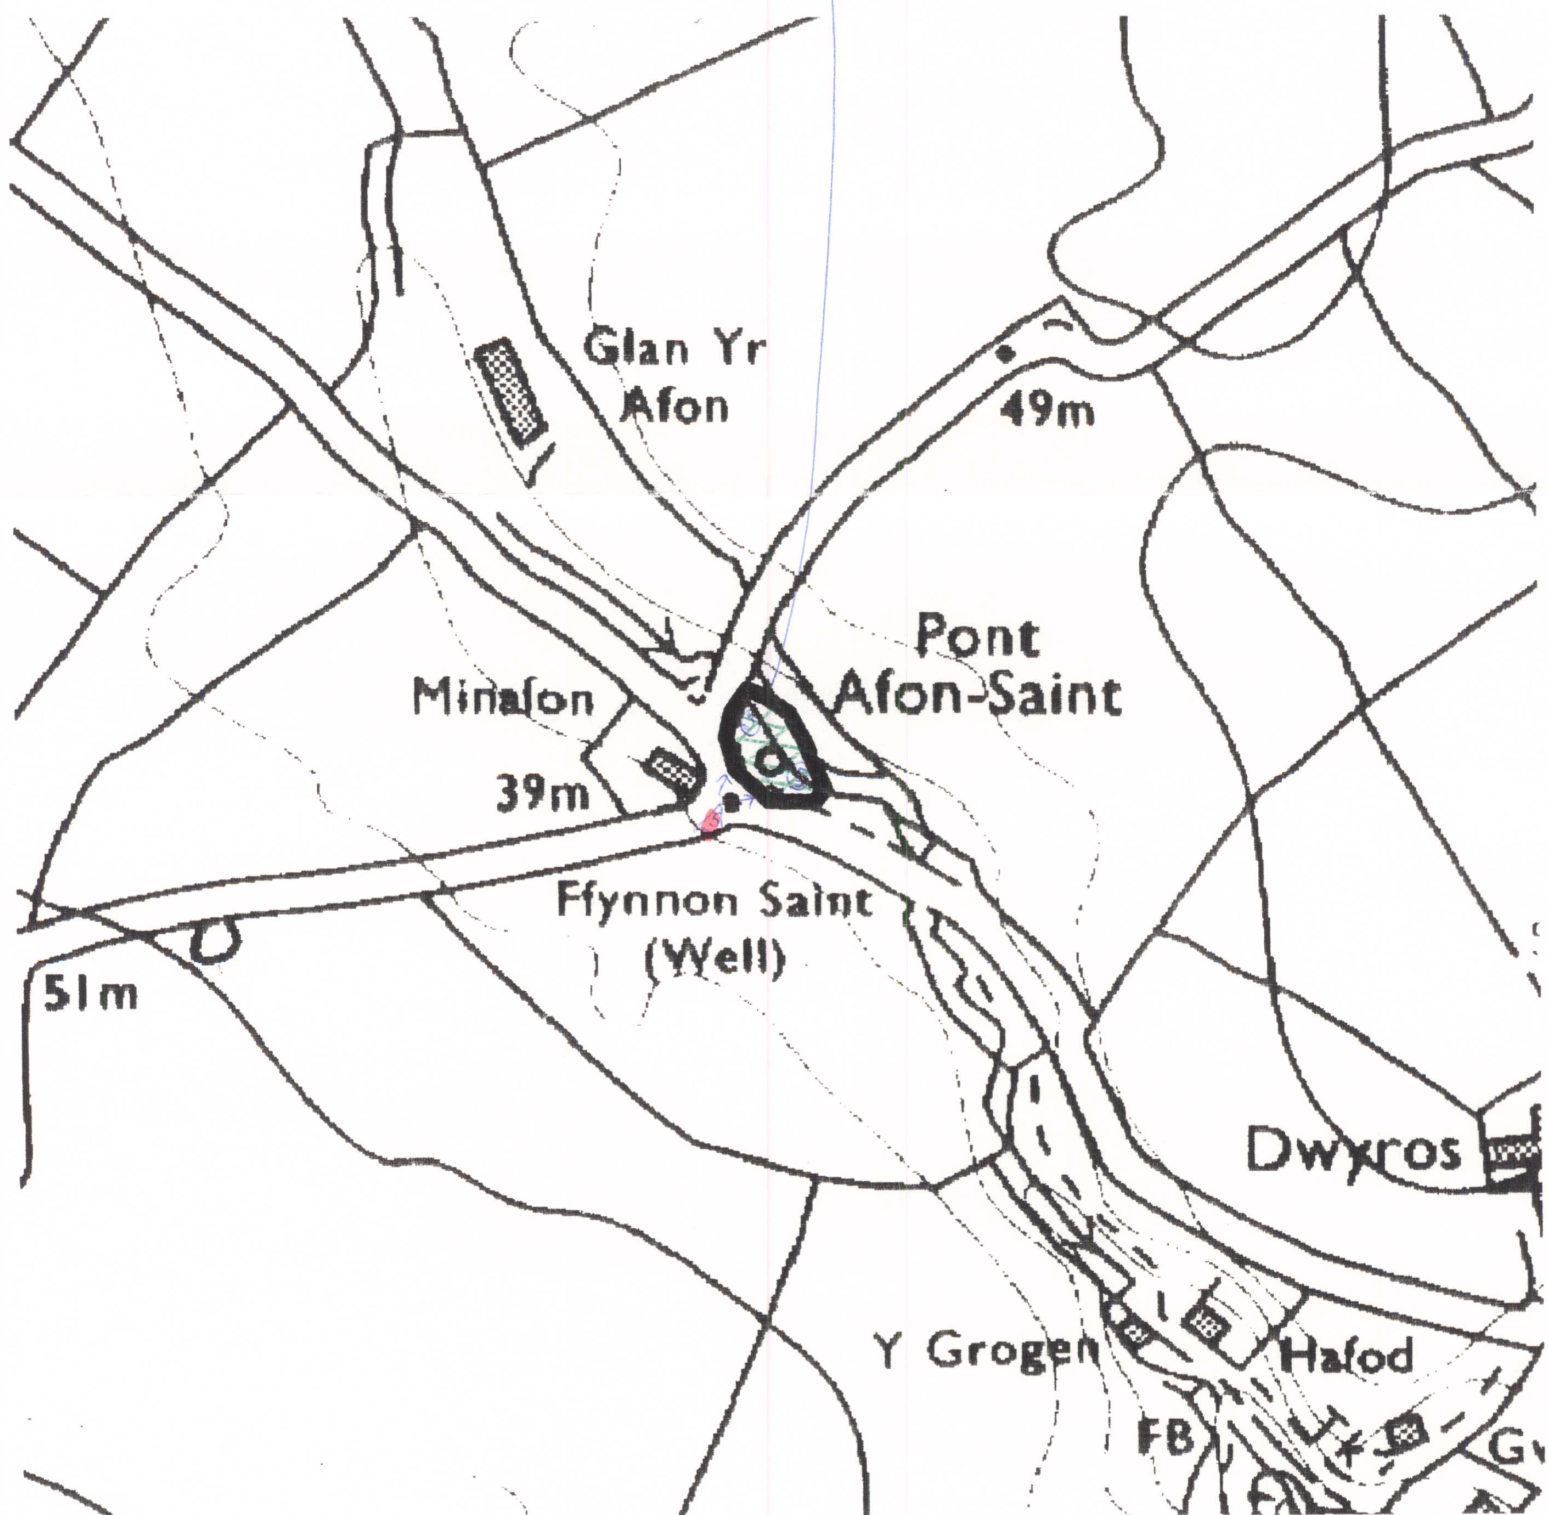 Glan Yr
Afon
49m
Pont
Afon-Saint
Minafon
39m
Ffynnon Saint
(Well)
51m
Dwyros
Y Grogen
Hafod
FB